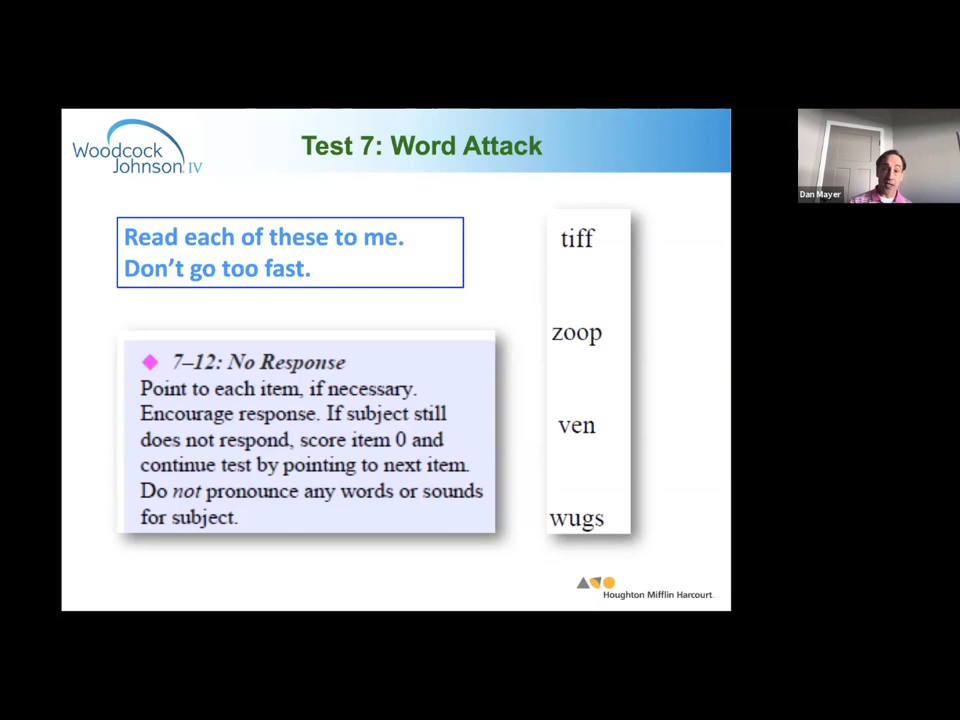 Woodcock
Johnson IV
Test 7: Word Attack
Dan Mayer
Read each of these to me.
Don't go too fast.
7–12: No Response
Point to each item, if necessary.
Encourage response. If subject still
does not respond, score item 0 and
continue test by pointing to next item.
Do not pronounce any words or sounds
for subject.
tiff
zoop
ven
wugs
Houghton Mifflin Harcourt